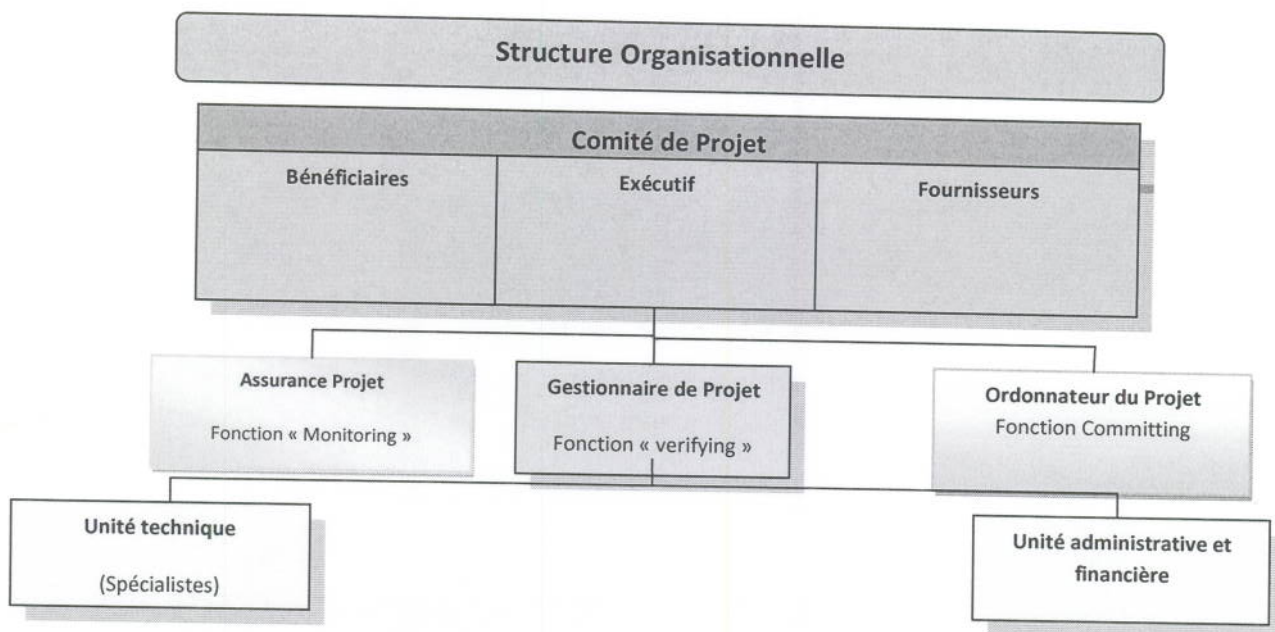 Structure Organisationnelle
Comité de Projet
Bénéficiaires
Exécutif
Fournisseurs
Assurance Projet
Fonction « Monitoring »
Gestionnaire de Projet
Fonction « verifying »
Ordonnateur du Projet
Fonction Committing
Unité technique
(Spécialistes)
Unité administrative et
financière